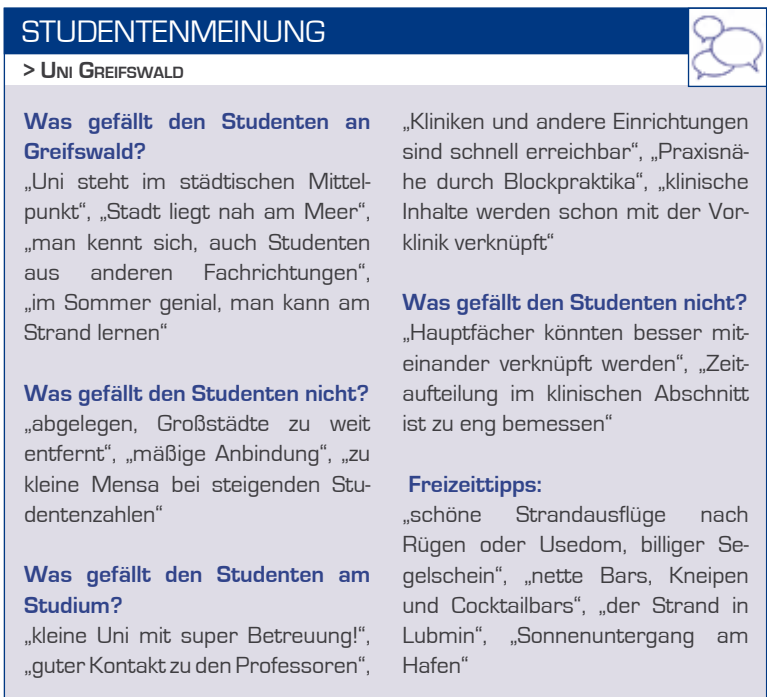 STUDENTENMEINUNG
> Uni Greifswald
Was gefällt den Studenten an
Greifswald?
„Uni steht im städtischen Mittel-
punkt“, „Stadt liegt nah am Meer“,
„man kennt sich, auch Studenten
aus anderen Fachrichtungen“,
„im Sommer genial, man kann am
Strand lernen“
Was gefällt den Studenten nicht?
„abgelegen, Großstädte zu weit
entfernt“, „mäßige Anbindung“, „zu
kleine Mensa bei steigenden Stu-
dentenzahlen“
Was gefällt den Studenten am
Studium?
„kleine Uni mit super Betreuung!“,
„guter Kontakt zu den Professoren“,
„Kliniken und andere Einrichtungen
sind schnell erreichbar“, „Praxisnä-
he durch Blockpraktika“, „klinische
Inhalte werden schon mit der Vor-
klinik verknüpft“
Was gefällt den Studenten nicht?
„Hauptfächer könnten besser mit-
einander verknüpft werden“, „Zeit-
aufteilung im klinischen Abschnitt
ist zu eng bemessen“
Freizeittipps:
„schöne Strandausflüge nach
Rügen oder Usedom, billiger Se-
gelschein“, „nette Bars, Kneipen
und Cocktailbars“, „der Strand in
Lubmin“, „Sonnenuntergang am
Hafen“